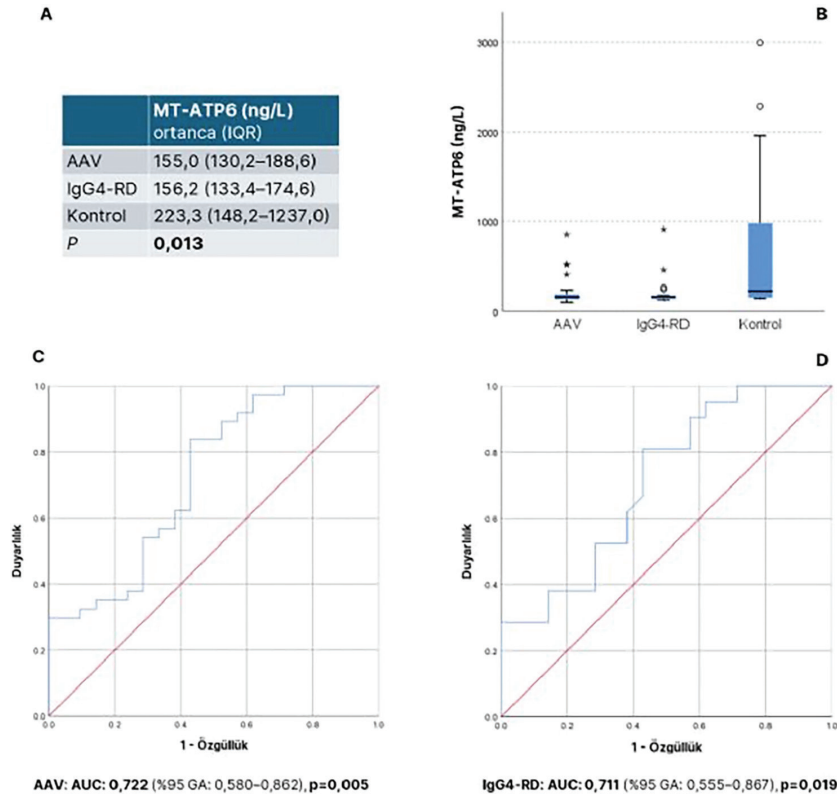 A
MT-ATP6 (ng/L)
ortanca (IQR)
AAV 155,0 (130,2–188,6)
IgG4-RD 156,2 (133,4–174,6)
Kontrol 223,3 (148,2–1237,0)
P 0,013
B
MT-ATP6 (ng/L)
3000
2000
1000
0
AAV IgG4-RD Kontrol
C
Duyarlılık
1.0
0.8
0.6
0.4
0.2
0.0
0.0 0.2 0.4 0.6 0.8 1.0
1 - Özgüllük
AAV: AUC: 0,722 (%95 GA: 0,580–0,862), p=0,005
D
Duyarlılık
1.0
0.8
0.6
0.4
0.2
0.0
0.0 0.2 0.4 0.6 0.8 1.0
1 - Özgüllük
IgG4-RD: AUC: 0,711 (%95 GA: 0,555–0,867), p=0,019